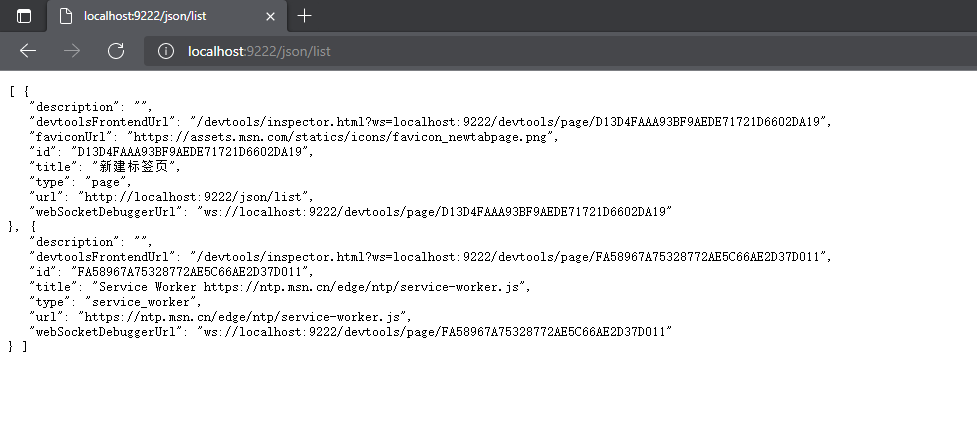 localhost:9222/json/list
localhost:9222/json/list
[ {
"description": "",
"devtoolsFrontendUrl": "/devtools/inspector.html?ws=localhost:9222/devtools/page/D13D4FAAA93BF9AEDE71721D6602DA19",
"faviconUrl": "https://assets.msn.com/statics/icons/favicon_newtabpage.png",
"id": "D13D4FAAA93BF9AEDE71721D6602DA19",
"title": "新建标签页",
"type": "page",
"url": "http://localhost:9222/json/list",
"webSocketDebuggerUrl": "ws://localhost:9222/devtools/page/D13D4FAAA93BF9AEDE71721D6602DA19"
}, {
"description": "",
"devtoolsFrontendUrl": "/devtools/inspector.html?ws=localhost:9222/devtools/page/FA58967A75328772AE5C66AE2D37D011",
"id": "FA58967A75328772AE5C66AE2D37D011",
"title": "Service Worker https://ntp.msn.cn/edge/ntp/service-worker.js",
"type": "service_worker",
"url": "https://ntp.msn.cn/edge/ntp/service-worker.js",
"webSocketDebuggerUrl": "ws://localhost:9222/devtools/page/FA58967A75328772AE5C66AE2D37D011"
} ]